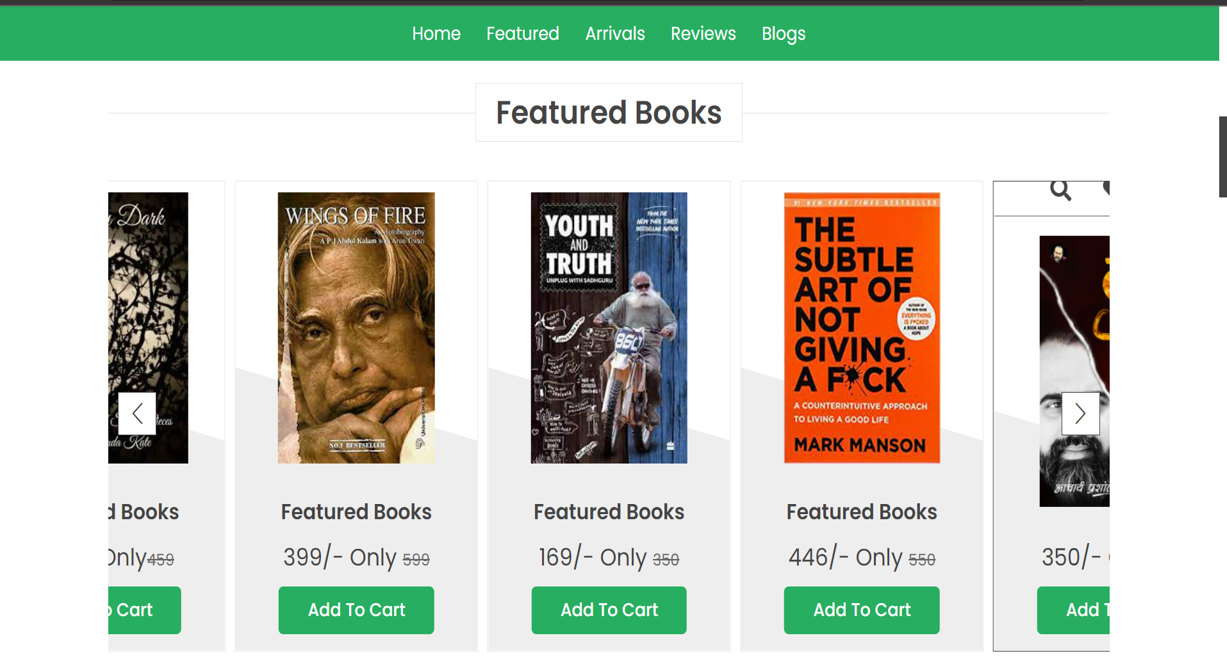 Home Featured Arrivals Reviews Blogs
Featured Books
Dark
da Kate
d Books
Only 459
Cart
WINGS OF FIRE
An Autobiography
A P J Abdul Kalam with Arun Tiwari
NO.1 BESTSELLER
Featured Books
399/- Only 599
Add To Cart
YOUTH
AND
TRUTH
UNPLUG WITH SADHGURU
FROM THE
NEW YORK TIMES
BESTSELLING AUTHOR
860
Featured Books
169/- Only 350
Add To Cart
#1 NEW YORK TIMES BESTSELLER
THE
SUBTLE
ART OF
NOT
GIVING
A F CK
AUTHOR OF
THE NEW BOOK
EVERYTHING
IS F*CKED
A BOOK ABOUT
HOPE
A COUNTERINTUITIVE APPROACH
TO LIVING A GOOD LIFE
MARK MANSON
Featured Books
446/- Only 550
Add To Cart
आचार्य प्रशां
350/-
Add T